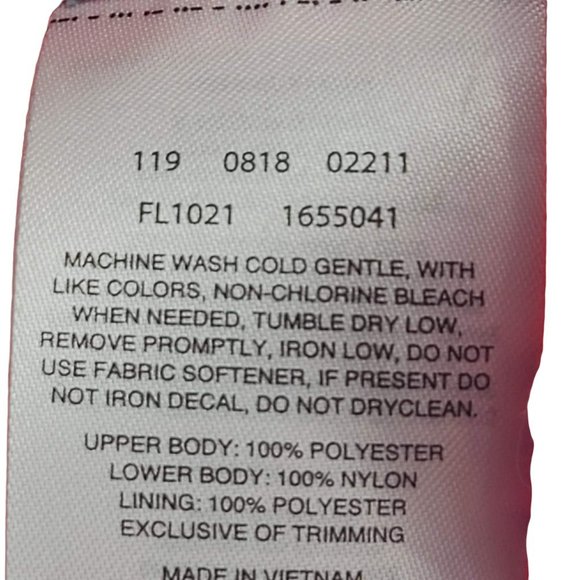 119 0818 02211
FL1021 1655041
MACHINE WASH COLD GENTLE, WITH
LIKE COLORS, NON-CHLORINE BLEACH
WHEN NEEDED, TUMBLE DRY LOW,
REMOVE PROMPTLY, IRON LOW, DO NOT
USE FABRIC SOFTENER, IF PRESENT DO
NOT IRON DECAL, DO NOT DRYCLEAN.
UPPER BODY: 100% POLYESTER
LOWER BODY: 100% NYLON
LINING: 100% POLYESTER
EXCLUSIVE OF TRIMMING
MADE IN VIETNAM